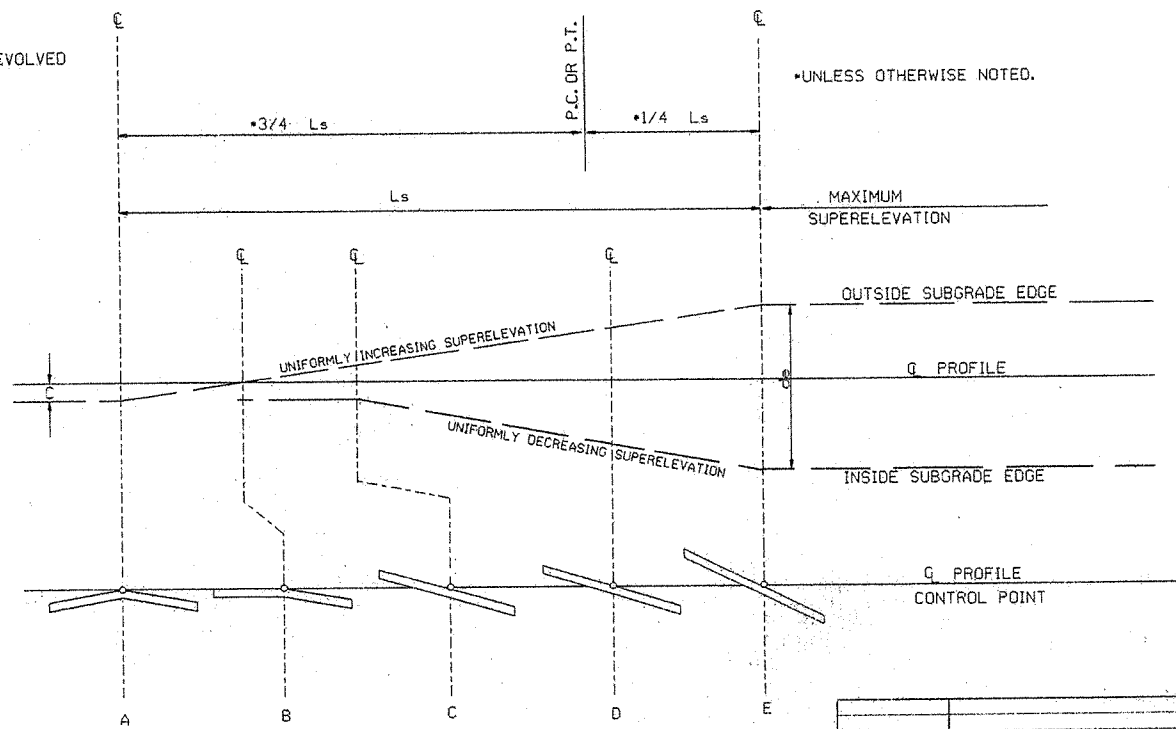 ℄
℄
EVOLVED
P.C. OR P.T.
*UNLESS OTHERWISE NOTED.
*3/4 Ls
*1/4 Ls
Ls
MAXIMUM
SUPERELEVATION
℄
℄
℄
OUTSIDE SUBGRADE EDGE
UNIFORMLY INCREASING SUPERELEVATION
C
℄ PROFILE
UNIFORMLY DECREASING SUPERELEVATION
INSIDE SUBGRADE EDGE
℄ PROFILE
CONTROL POINT
A
B
C
D
E